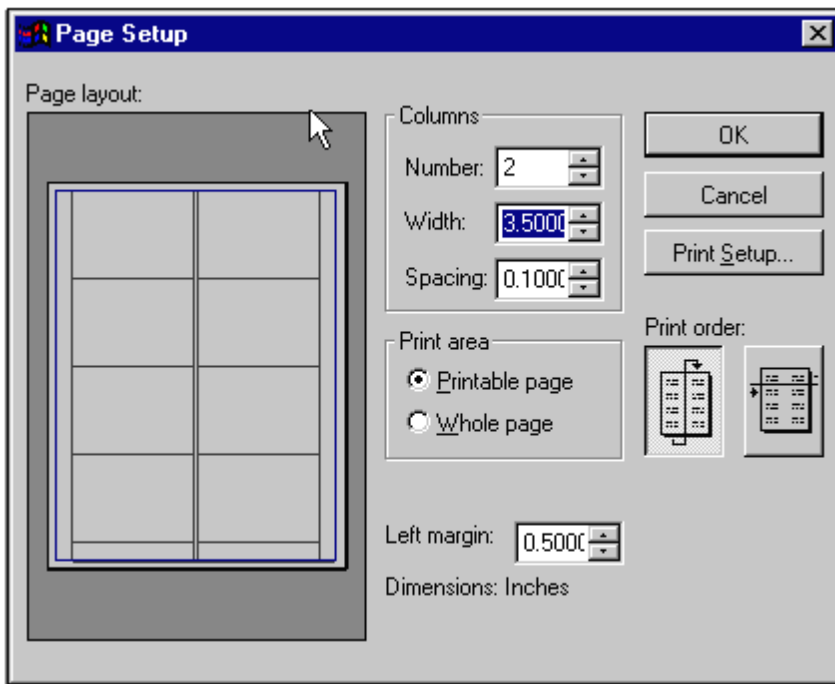 Page Setup
Page layout:
Columns
Number: 2
Width: 3.5000
Spacing: 0.1000
Print area
Printable page
Whole page
Left margin: 0.5000
Dimensions: Inches
OK
Cancel
Print Setup...
Print order: